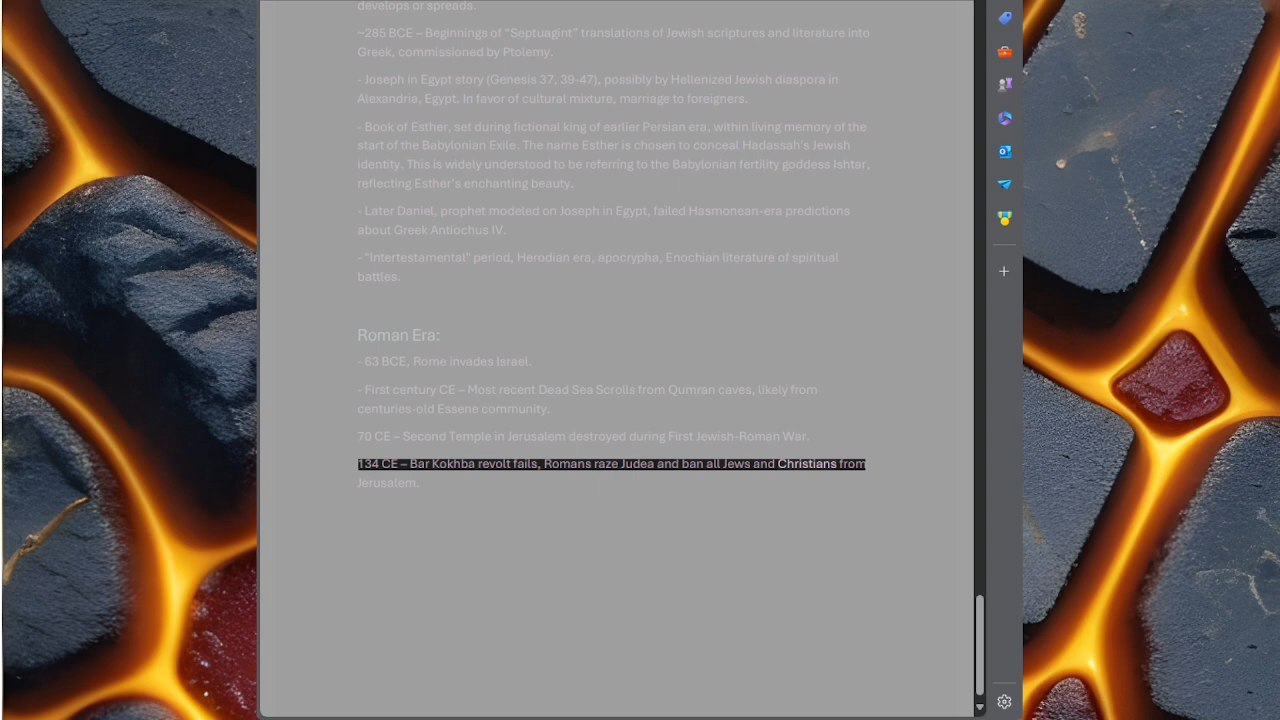 develops or spreads.
~285 BCE – Beginnings of “Septuagint” translations of Jewish scriptures and literature into
Greek, commissioned by Ptolemy.
- Joseph in Egypt story (Genesis 37, 39-47), possibly by Hellenized Jewish diaspora in
Alexandria, Egypt. In favor of cultural mixture, marriage to foreigners.
- Book of Esther, set during fictional king of earlier Persian era, within living memory of the
start of the Babylonian Exile. The name Esther is chosen to conceal Hadassah's Jewish
identity. This is widely understood to be referring to the Babylonian fertility goddess Ishtar,
reflecting Esther's enchanting beauty.
- Later Daniel, prophet modeled on Joseph in Egypt, failed Hasmonean-era predictions
about Greek Antiochus IV.
- "Intertestamental" period, Herodian era, apocrypha, Enochian literature of spiritual
battles.
Roman Era:
- 63 BCE, Rome invades Israel.
- First century CE – Most recent Dead Sea Scrolls from Qumran caves, likely from
centuries-old Essene community.
70 CE – Second Temple in Jerusalem destroyed during First Jewish-Roman War.
134 CE – Bar Kokhba revolt fails, Romans raze Judea and ban all Jews and Christians from
Jerusalem.